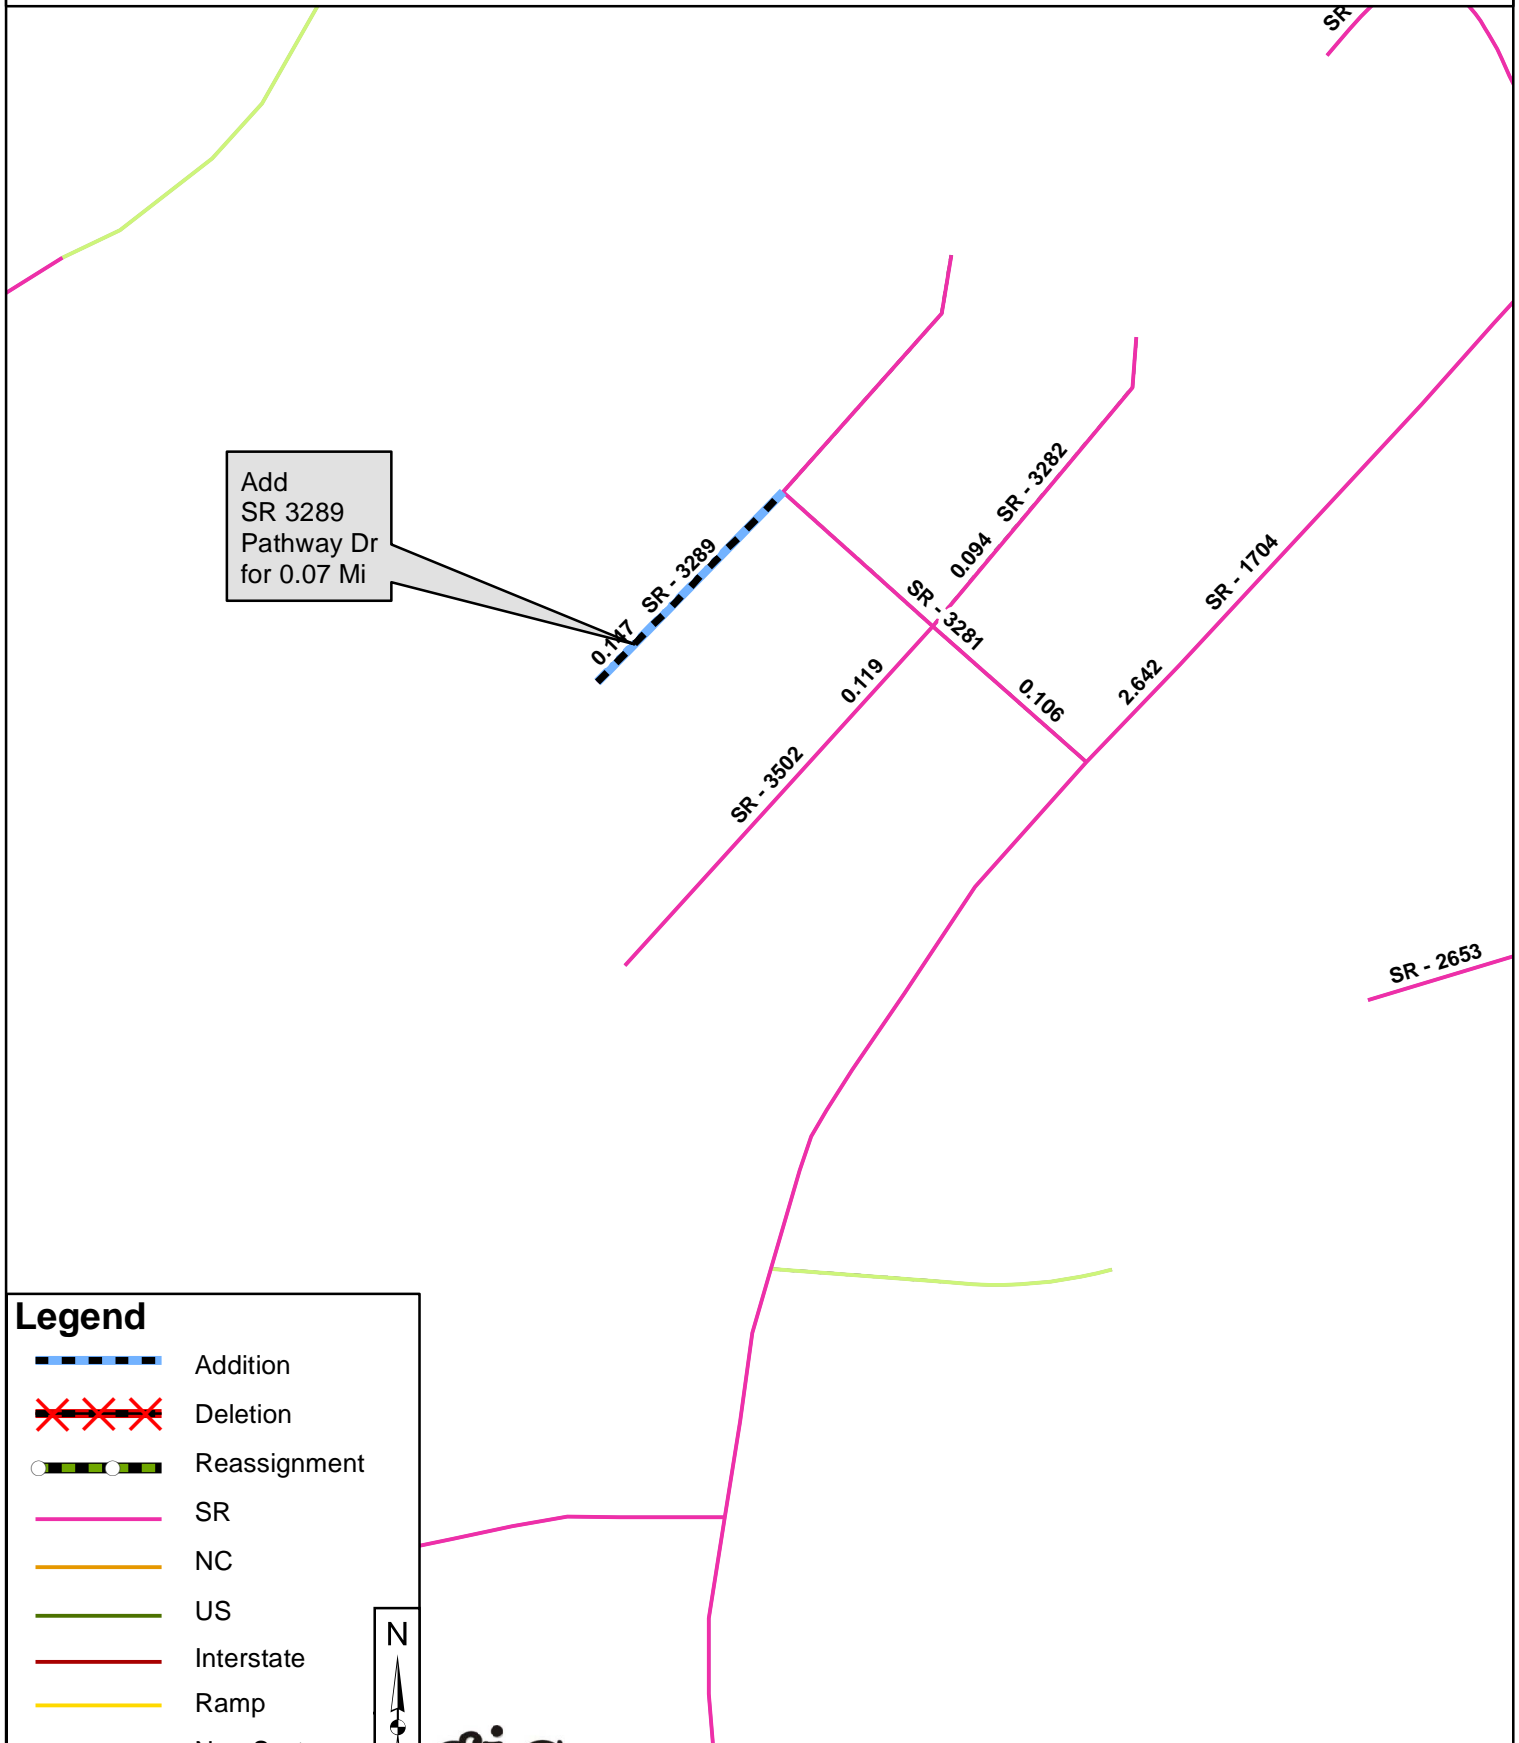 SR
Add
SR 3289
Pathway Dr
for 0.07 Mi
SR - 3289
0.147
SR - 3282
0.094
SR - 3281
0.106
SR - 1704
2.642
0.119
SR - 3502
SR - 2653
Legend
Addition
Deletion
Reassignment
SR
NC
US
Interstate
Ramp
N